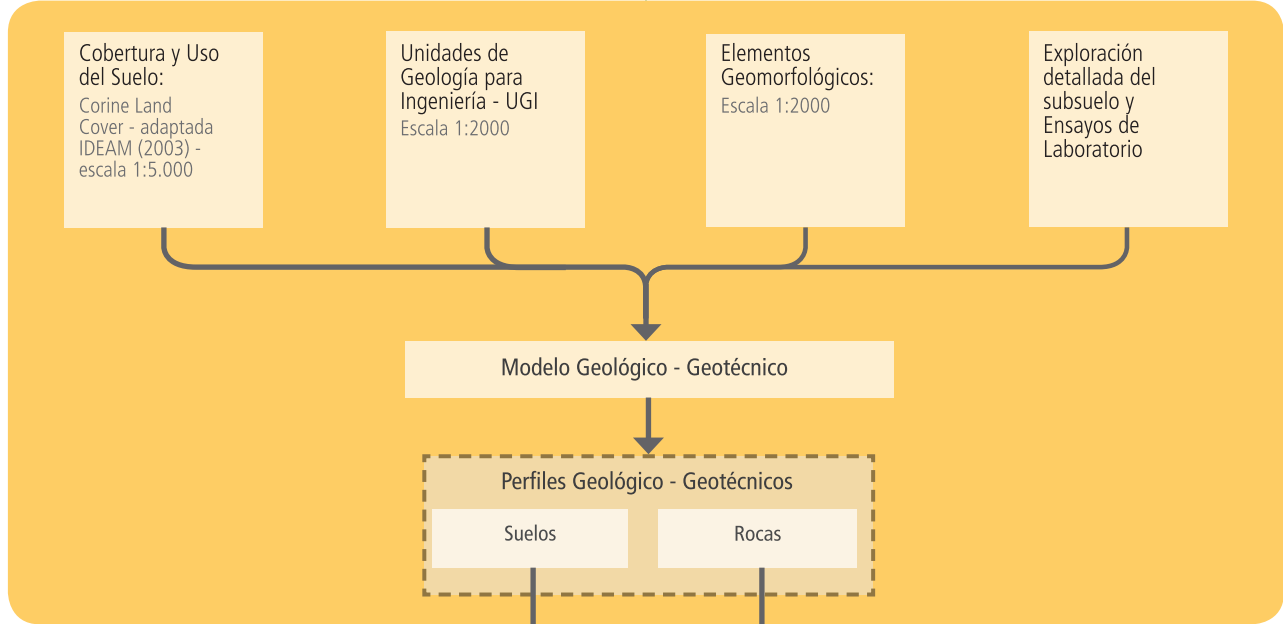 Cobertura y Uso
del Suelo:
Corine Land
Cover - adaptada
IDEAM (2003) -
escala 1:5.000
Unidades de
Geología para
Ingeniería - UGI
Escala 1:2000
Elementos
Geomorfológicos:
Escala 1:2000
Exploración
detallada del
subsuelo y
Ensayos de
Laboratorio
Modelo Geológico - Geotécnico
Perfiles Geológico - Geotécnicos
Suelos
Rocas